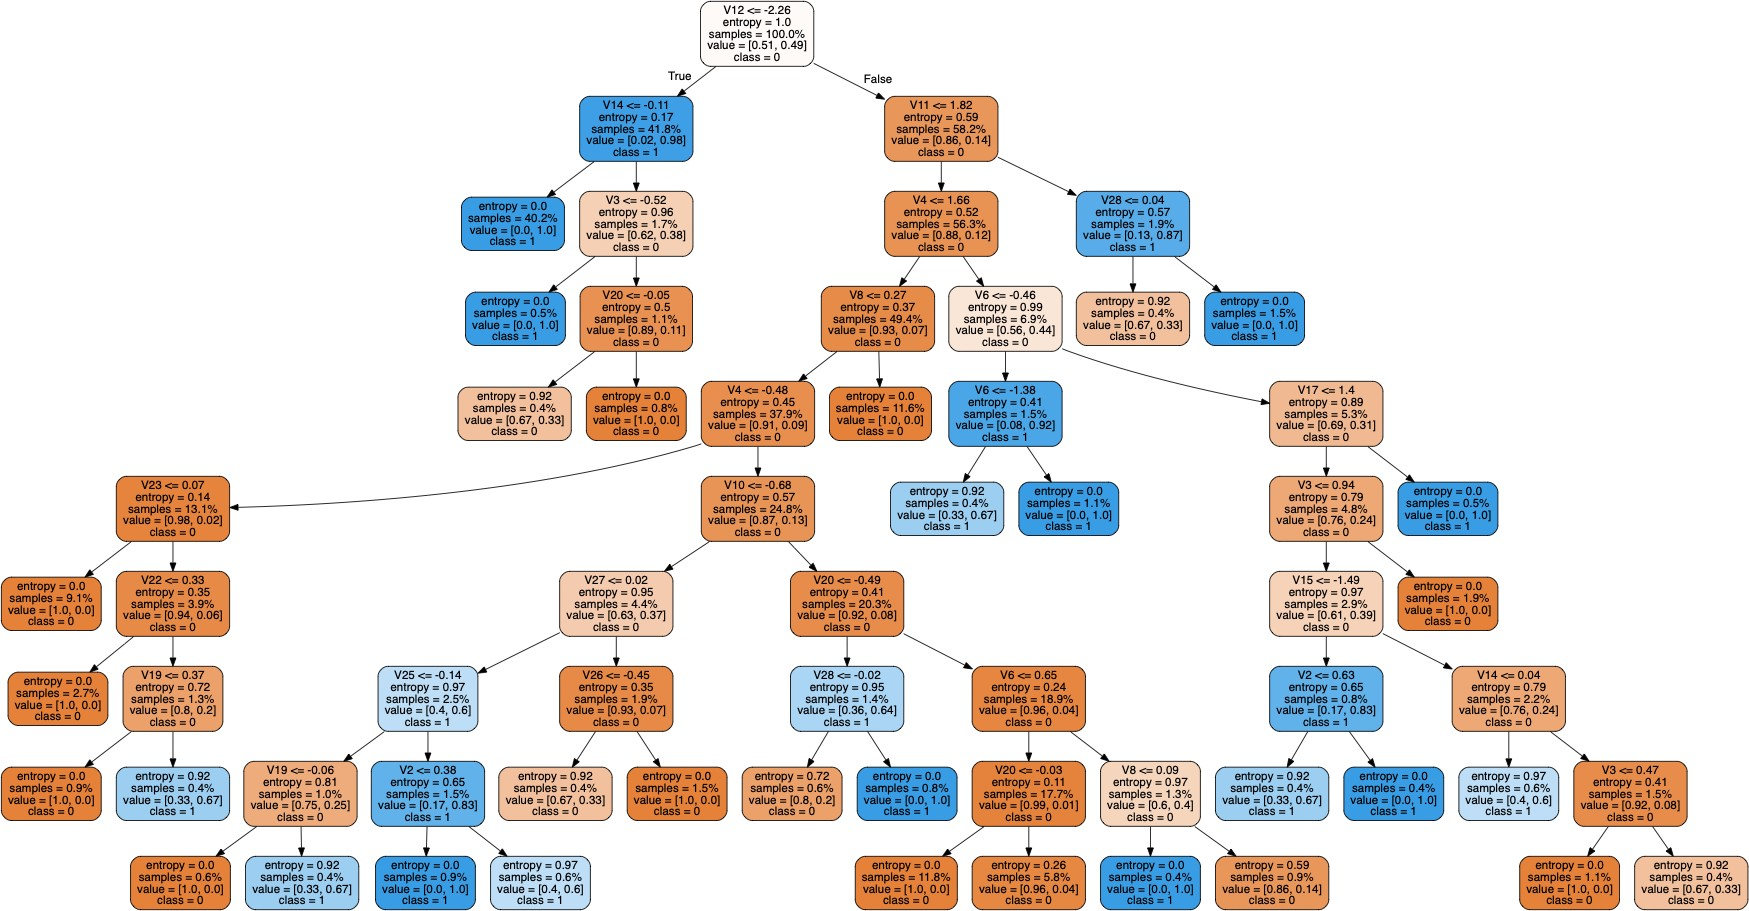 V12 <= -2.26
entropy = 1.0
samples = 100.0%
value = [0.51, 0.49]
class = 0
True
False
V14 <= -0.11
entropy = 0.17
samples = 41.8%
value = [0.02, 0.98]
class = 1
V11 <= 1.82
entropy = 0.59
samples = 58.2%
value = [0.86, 0.14]
class = 0
entropy = 0.0
samples = 40.2%
value = [0.0, 1.0]
class = 1
V3 <= -0.52
entropy = 0.96
samples = 1.7%
value = [0.62, 0.38]
class = 0
V4 <= 1.66
entropy = 0.52
samples = 56.3%
value = [0.88, 0.12]
class = 0
V28 <= 0.04
entropy = 0.57
samples = 1.9%
value = [0.13, 0.87]
class = 1
entropy = 0.0
samples = 0.5%
value = [0.0, 1.0]
class = 1
V20 <= -0.05
entropy = 0.5
samples = 1.1%
value = [0.89, 0.11]
class = 0
V8 <= 0.27
entropy = 0.37
samples = 49.4%
value = [0.93, 0.07]
class = 0
V6 <= -0.46
entropy = 0.99
samples = 6.9%
value = [0.56, 0.44]
class = 0
entropy = 0.92
samples = 0.4%
value = [0.67, 0.33]
class = 0
entropy = 0.0
samples = 1.5%
value = [0.0, 1.0]
class = 1
entropy = 0.92
samples = 0.4%
value = [0.67, 0.33]
class = 0
entropy = 0.0
samples = 0.8%
value = [1.0, 0.0]
class = 0
V4 <= -0.48
entropy = 0.45
samples = 37.9%
value = [0.91, 0.09]
class = 0
entropy = 0.0
samples = 11.6%
value = [1.0, 0.0]
class = 0
V6 <= -1.38
entropy = 0.41
samples = 1.5%
value = [0.08, 0.92]
class = 1
V17 <= 1.4
entropy = 0.89
samples = 5.3%
value = [0.69, 0.31]
class = 0
V23 <= 0.07
entropy = 0.14
samples = 13.1%
value = [0.98, 0.02]
class = 0
V10 <= -0.68
entropy = 0.57
samples = 24.8%
value = [0.87, 0.13]
class = 0
entropy = 0.92
samples = 0.4%
value = [0.33, 0.67]
class = 1
entropy = 0.0
samples = 1.1%
value = [0.0, 1.0]
class = 1
V3 <= 0.94
entropy = 0.79
samples = 4.8%
value = [0.76, 0.24]
class = 0
entropy = 0.0
samples = 0.5%
value = [0.0, 1.0]
class = 1
entropy = 0.0
samples = 9.1%
value = [1.0, 0.0]
class = 0
V22 <= 0.33
entropy = 0.35
samples = 3.9%
value = [0.94, 0.06]
class = 0
V27 <= 0.02
entropy = 0.95
samples = 4.4%
value = [0.63, 0.37]
class = 0
V20 <= -0.49
entropy = 0.41
samples = 20.3%
value = [0.92, 0.08]
class = 0
V15 <= -1.49
entropy = 0.97
samples = 2.9%
value = [0.61, 0.39]
class = 0
entropy = 0.0
samples = 1.9%
value = [1.0, 0.0]
class = 0
entropy = 0.0
samples = 2.7%
value = [1.0, 0.0]
class = 0
V19 <= 0.37
entropy = 0.72
samples = 1.3%
value = [0.8, 0.2]
class = 0
V25 <= -0.14
entropy = 0.97
samples = 2.5%
value = [0.4, 0.6]
class = 1
V26 <= -0.45
entropy = 0.35
samples = 1.9%
value = [0.93, 0.07]
class = 0
V28 <= -0.02
entropy = 0.95
samples = 1.4%
value = [0.36, 0.64]
class = 1
V6 <= 0.65
entropy = 0.24
samples = 18.9%
value = [0.96, 0.04]
class = 0
V2 <= 0.63
entropy = 0.65
samples = 0.8%
value = [0.17, 0.83]
class = 1
V14 <= 0.04
entropy = 0.79
samples = 2.2%
value = [0.76, 0.24]
class = 0
entropy = 0.0
samples = 0.9%
value = [1.0, 0.0]
class = 0
entropy = 0.92
samples = 0.4%
value = [0.33, 0.67]
class = 1
V19 <= -0.06
entropy = 0.81
samples = 1.0%
value = [0.75, 0.25]
class = 0
V2 <= 0.38
entropy = 0.65
samples = 1.5%
value = [0.17, 0.83]
class = 1
entropy = 0.92
samples = 0.4%
value = [0.67, 0.33]
class = 0
entropy = 0.0
samples = 1.5%
value = [1.0, 0.0]
class = 0
entropy = 0.72
samples = 0.6%
value = [0.8, 0.2]
class = 0
entropy = 0.0
samples = 0.8%
value = [0.0, 1.0]
class = 1
V20 <= -0.03
entropy = 0.11
samples = 17.7%
value = [0.99, 0.01]
class = 0
V8 <= 0.09
entropy = 0.97
samples = 1.3%
value = [0.6, 0.4]
class = 0
entropy = 0.92
samples = 0.4%
value = [0.33, 0.67]
class = 1
entropy = 0.0
samples = 0.4%
value = [0.0, 1.0]
class = 1
entropy = 0.97
samples = 0.6%
value = [0.4, 0.6]
class = 1
V3 <= 0.47
entropy = 0.41
samples = 1.5%
value = [0.92, 0.08]
class = 0
entropy = 0.0
samples = 0.6%
value = [1.0, 0.0]
class = 0
entropy = 0.92
samples = 0.4%
value = [0.33, 0.67]
class = 1
entropy = 0.0
samples = 0.9%
value = [0.0, 1.0]
class = 1
entropy = 0.97
samples = 0.6%
value = [0.4, 0.6]
class = 1
entropy = 0.0
samples = 11.8%
value = [1.0, 0.0]
class = 0
entropy = 0.26
samples = 5.8%
value = [0.96, 0.04]
class = 0
entropy = 0.0
samples = 0.4%
value = [0.0, 1.0]
class = 1
entropy = 0.59
samples = 0.9%
value = [0.86, 0.14]
class = 0
entropy = 0.0
samples = 1.1%
value = [1.0, 0.0]
class = 0
entropy = 0.92
samples = 0.4%
value = [0.67, 0.33]
class = 0